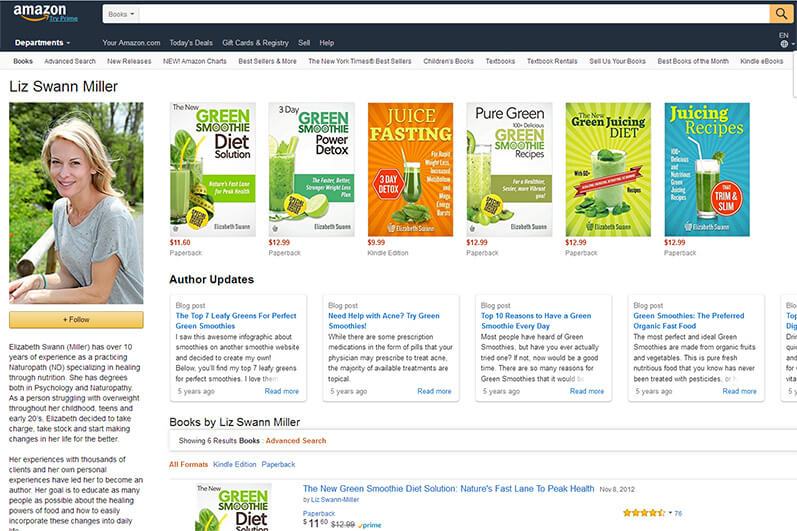 amazon
Try Prime
Books
EN
Departments
Your Amazon.com Today's Deals Gift Cards & Registry Sell Help
Books Advanced Search New Releases NEW! Amazon Charts Best Sellers & More The New York Times® Best Sellers Children's Books Textbooks Textbook Rentals Sell Us Your Books Best Books of the Month Kindle eBooks
Liz Swann Miller
The New
GREEN
SMOOTHIE
Diet
Solution
Nature's Fast Lane
for Peak Health
Elizabeth Swann
$11.60
Paperback
3 Day
GREEN
SMOOTHIE
Power
Detox
The Faster, Better,
Stronger Weight Loss
Plan
Elizabeth Swann
$12.99
Paperback
JUICE
FASTING
For Rapid
Weight Loss,
Increased
Metabolism
and Mega
Energy
Bursts
3 DAY
DETOX
Elizabeth Swann
$9.99
Kindle Edition
Pure Green
100+ Delicious
GREEN
SMOOTHIE
Recipes
For a Healthier,
Sexier, more Vibrant
you!
Elizabeth Swann
$12.99
Paperback
The New
Green Juicing
DIET
With 60+
Recipes
Elizabeth Swann
$12.99
Paperback
Juicing
Recipes
100+
Delicious
and
Nutritious
Green
Juicing
Recipes
THAT
TRIM &
SLIM
Elizabeth Swann
$12.99
Paperback
+ Follow
Elizabeth Swann (Miller) has over 10
years of experience as a practicing
Naturopath (ND) specializing in healing
through nutrition. She has degrees
both in Psychology and Naturopathy.
As a person struggling with overweight
throughout her childhood, teens and
early 20's, Elizabeth decided to take
charge, take stock and start making
changes in her life for the better.
Her experiences with thousands of
clients and her own personal
experiences have led her to become an
author. Her goal is to educate as many
people as possible about the healing
powers of food and how to easily
incorporate these changes into daily
Author Updates
Blog post
The Top 7 Leafy Greens For Perfect
Green Smoothies
I saw this awesome infographic about
smoothies on another smoothie website
and decided to create my own!
Below, you'll find my top 7 leafy greens
for perfect smoothies. I love them
5 years ago Read more
Blog post
Need Help with Acne? Try Green
Smoothies!
While there are some prescription
medications in the form of pills that your
physician may prescribe to treat acne,
the majority of available treatments are
topical.
5 years ago Read more
Blog post
Top 10 Reasons to Have a Green
Smoothie Every Day
Most people have heard of Green
Smoothies, but have you ever actually
tried one? If not, now would be a good
time. There are so many reasons for
Green Smoothies that it would be
5 years ago Read more
Blog post
Green Smoothies: The Preferred
Organic Fast Food
The most perfect and ideal Green
Smoothies are made from organic fruits
and vegetables. This is pure fresh
nutritional food that you know has never
been treated with pesticides, or
5 years ago Read more
Books by Liz Swann Miller
Showing 6 Results Books : Advanced Search
All Formats Kindle Edition Paperback
The New
GREEN
SMOOTHIE
Diet
The New Green Smoothie Diet Solution: Nature's Fast Lane To Peak Health Nov 8, 2012
by Liz Swann-Miller
Paperback
$11.60 $12.99 prime
76